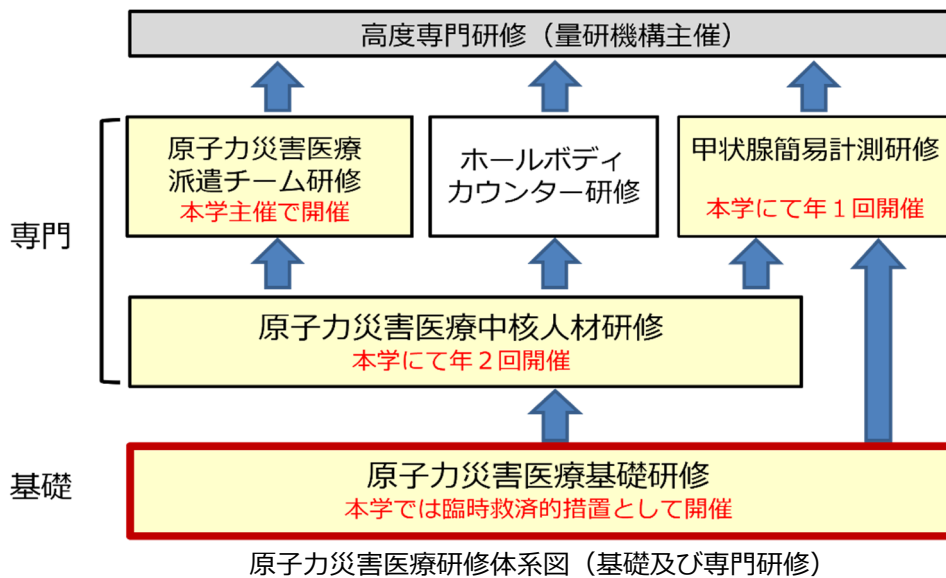 高度専門研修（量研機構主催）
専門
原子力災害医療
派遣チーム研修
本学主催で開催
ホールボディ
カウンター研修
甲状腺簡易計測研修
本学にて年１回開催
原子力災害医療中核人材研修
本学にて年２回開催
基礎
原子力災害医療基礎研修
本学では臨時救済的措置として開催
原子力災害医療研修体系図（基礎及び専門研修）